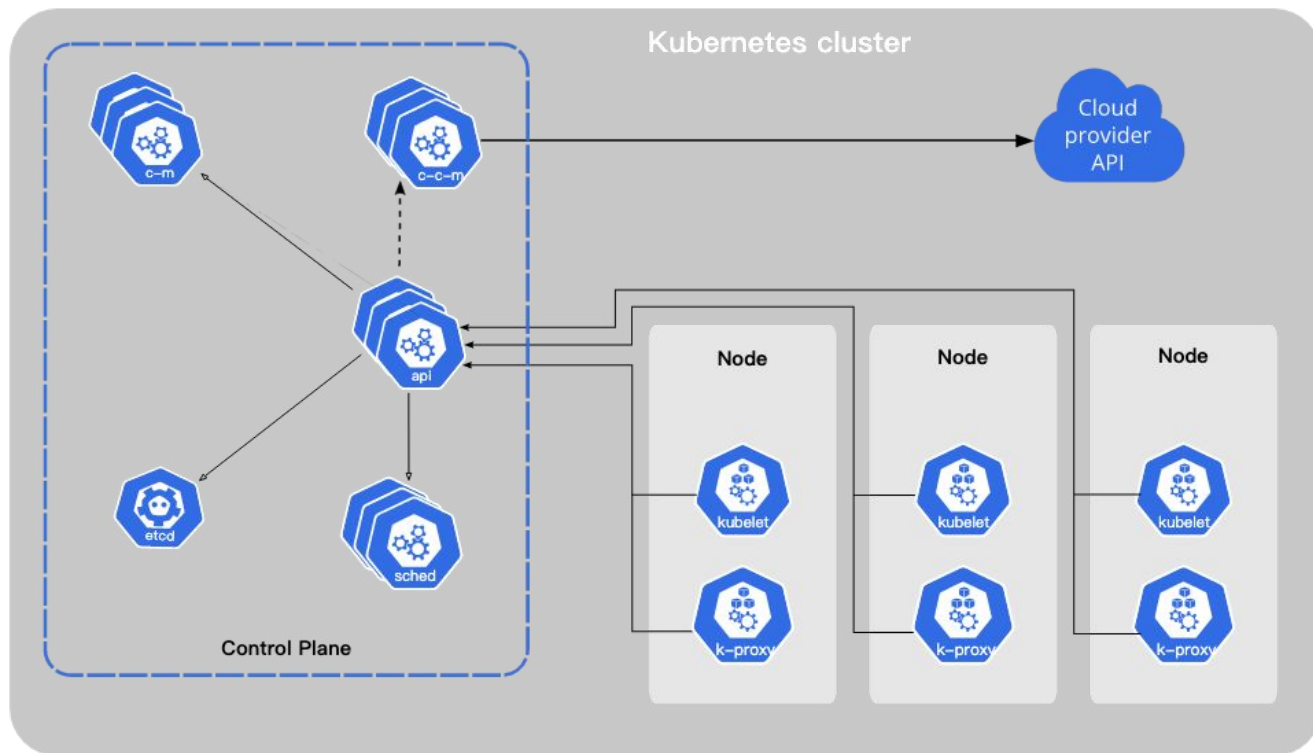 Kubernetes cluster
c-m
c-c-m
Cloud
provider
API
api
etcd
sched
Control Plane
Node
kubelet
k-proxy
Node
kubelet
k-proxy
Node
kubelet
k-proxy